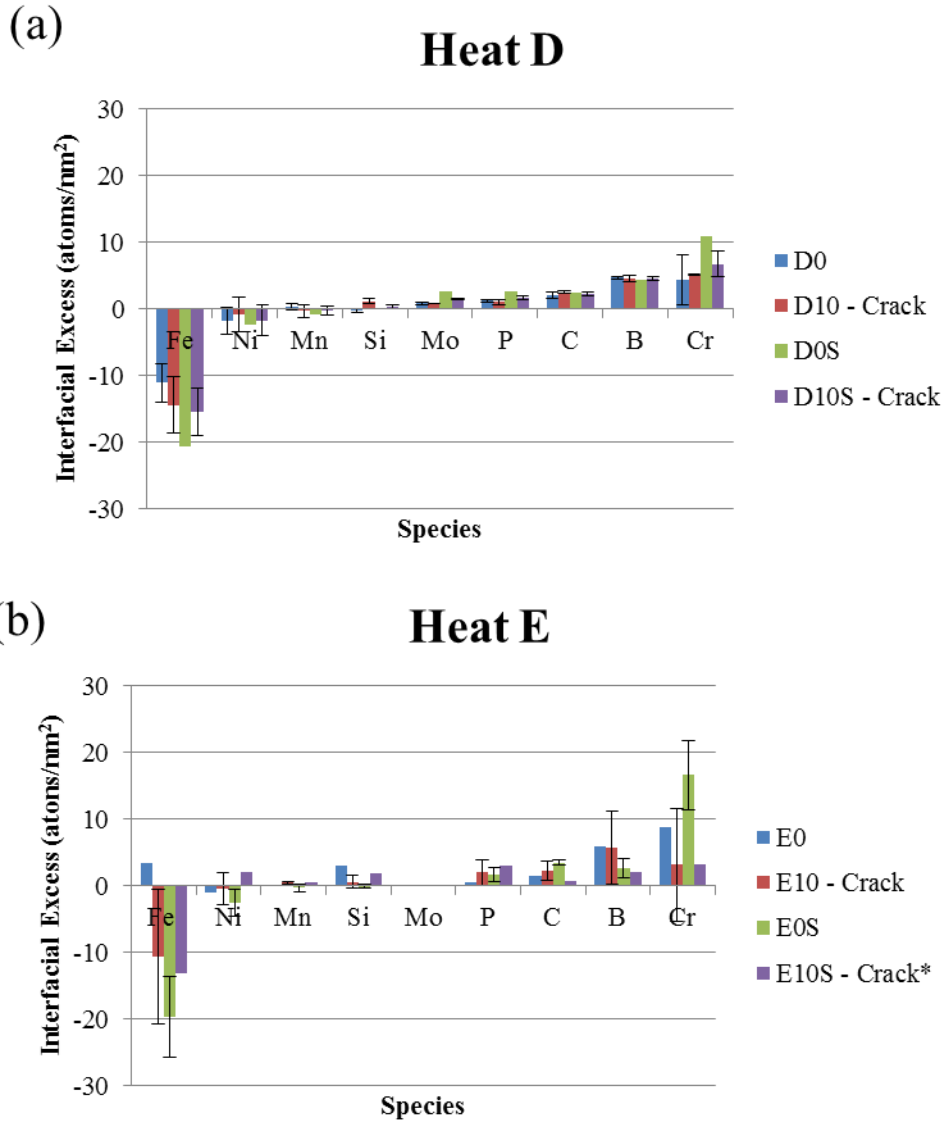 (a)
Heat D
Interfacial Excess (atoms/nm²)
30
20
10
0
-10
-20
-30
Fe Ni Mn Si Mo P C B Cr
Species
D0
D10 - Crack
D0S
D10S - Crack
(b)
Heat E
Interfacial Excess (atons/nm²)
30
20
10
0
-10
-20
-30
Fe Ni Mn Si Mo P C B Cr
Species
E0
E10 - Crack
E0S
E10S - Crack*